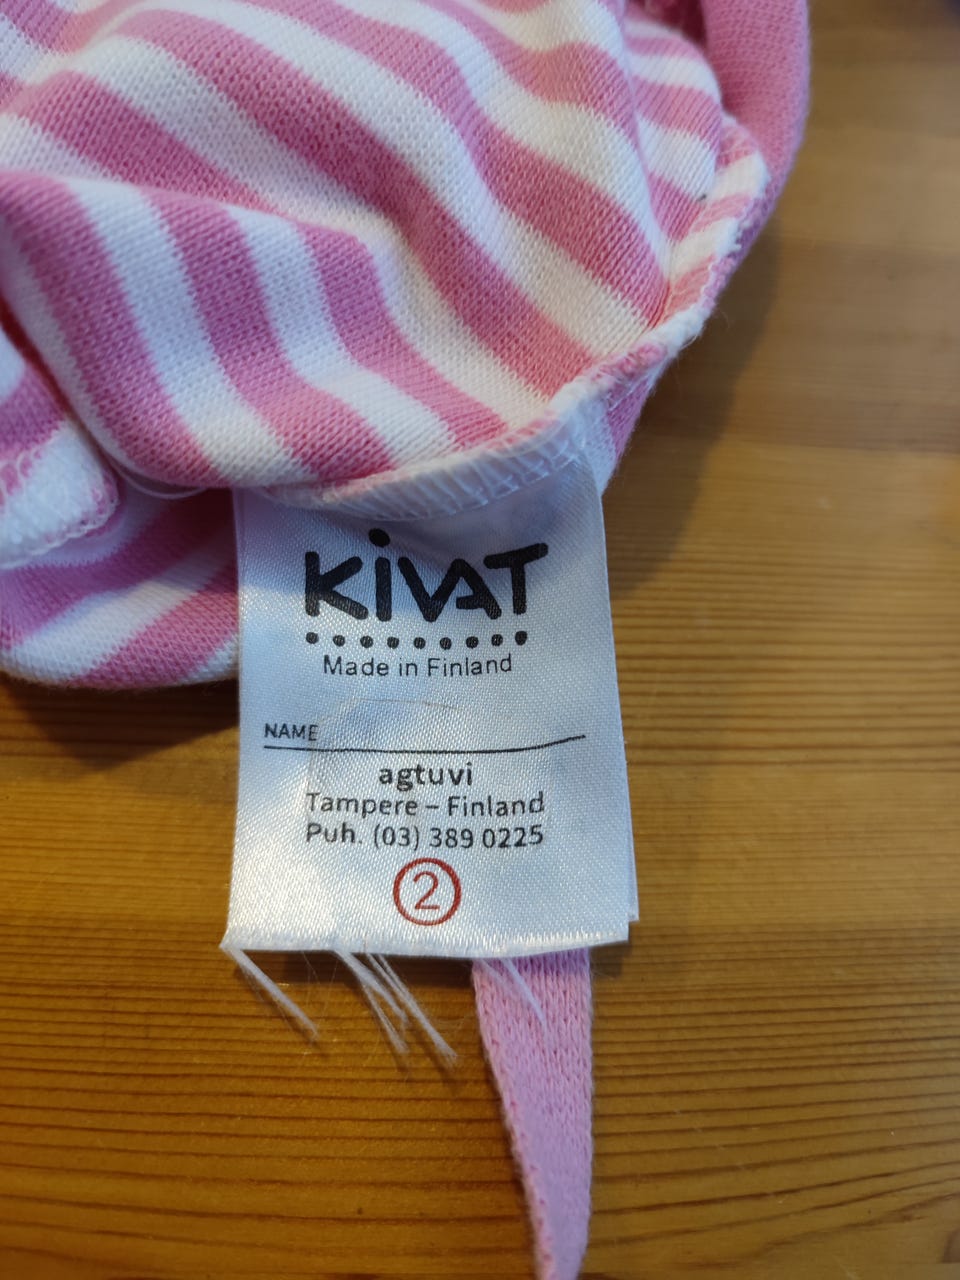 KIVAT
Made in Finland
NAME
agtuvi
Tampere – Finland
Puh. (03) 389 0225
2